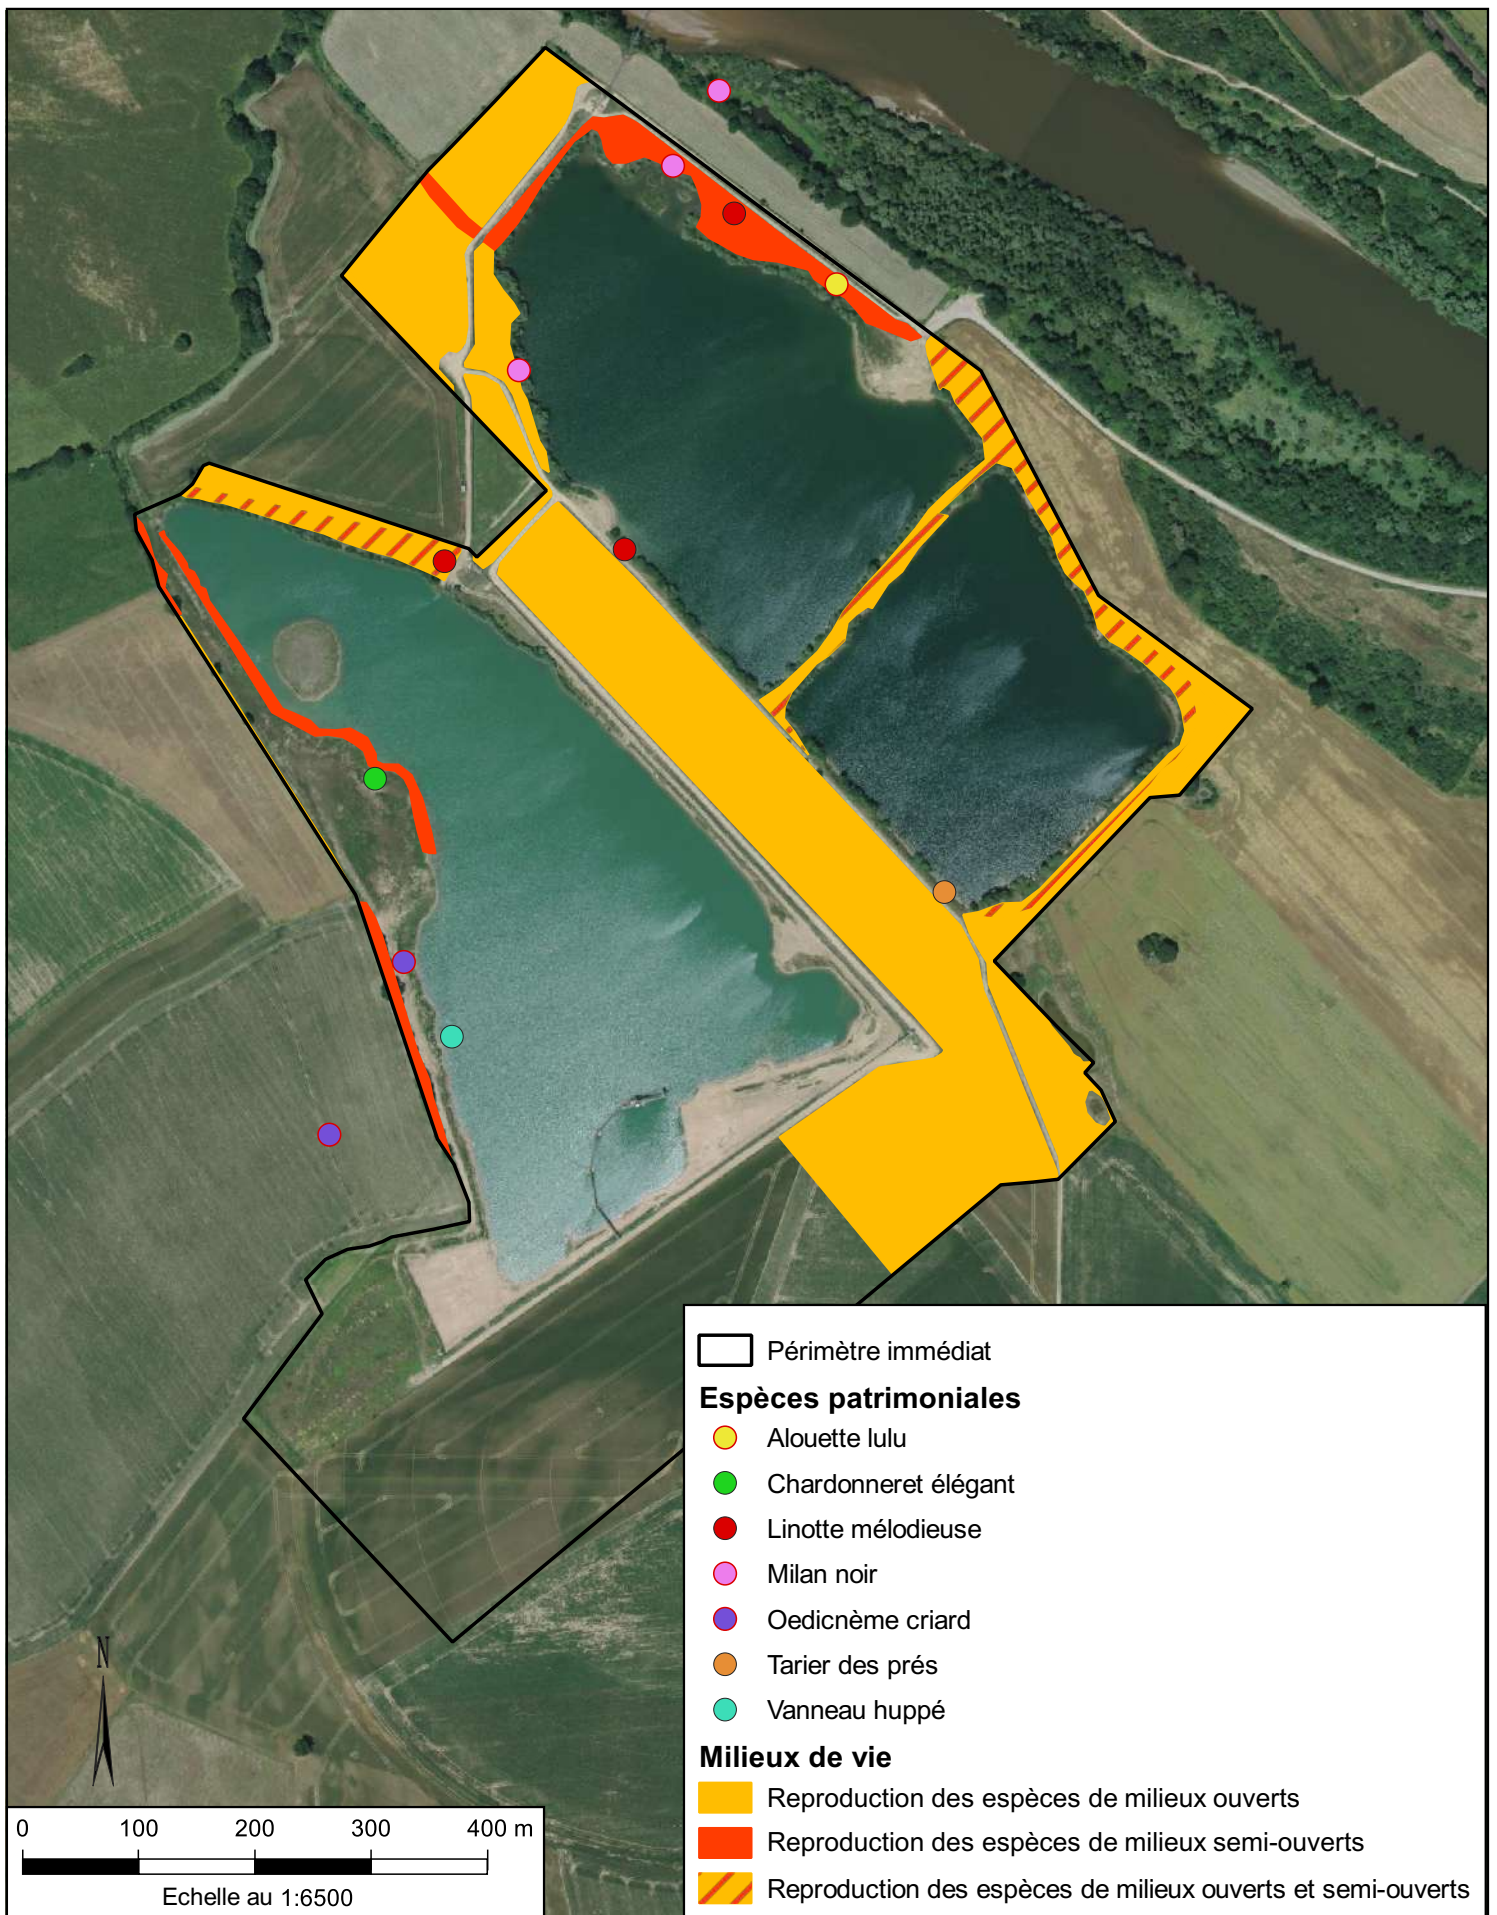 Périmètre immédiat
Espèces patrimoniales
Alouette lulu
Chardonneret élégant
Linotte mélodieuse
Milan noir
Oedicnème criard
Tarier des prés
Vanneau huppé
Milieux de vie
Reproduction des espèces de milieux ouverts
Reproduction des espèces de milieux semi-ouverts
Reproduction des espèces de milieux ouverts et semi-ouverts
N
0 100 200 300 400 m
Echelle au 1:6500